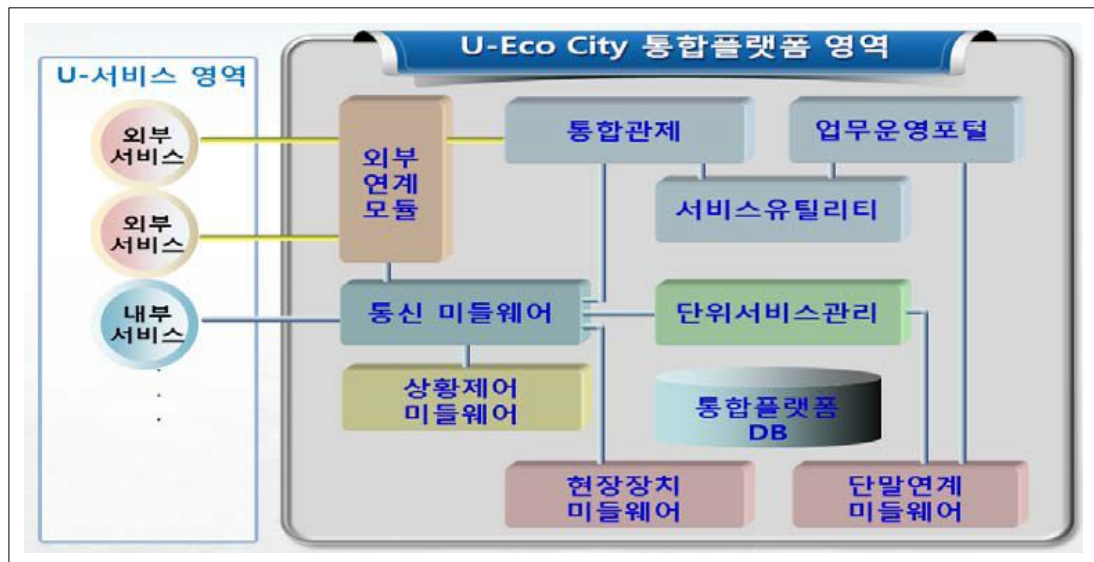 U-Eco City 통합플랫폼 영역
U-서비스 영역
외부
서비스
외부
서비스
내부
서비스
.
.
.
외부
연계
모듈
통합관제
업무운영포털
서비스유틸리티
통신 미들웨어
단위서비스관리
상황제어
미들웨어
통합플랫폼
DB
현장장치
미들웨어
단말연계
미들웨어